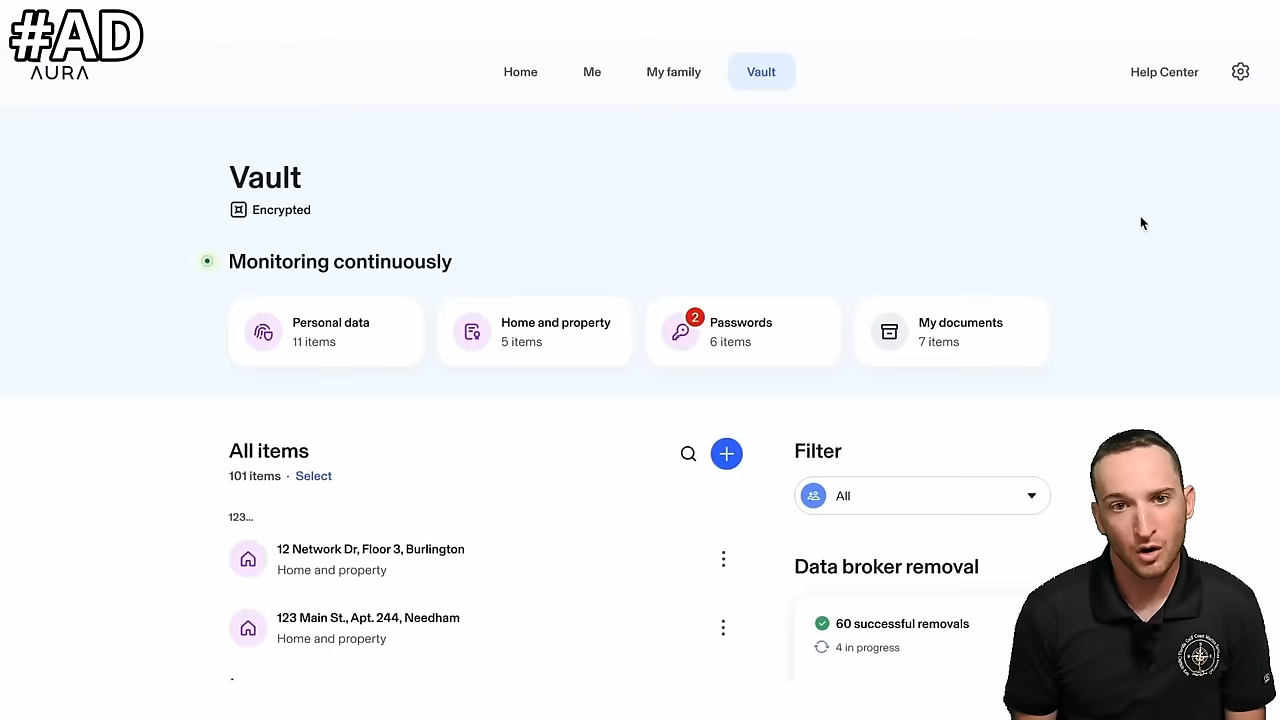 #AD
AURA
Home
Me
My family
Vault
Help Center
Vault
Encrypted
Monitoring continuously
Personal data
11 items
Home and property
5 items
2
Passwords
6 items
My documents
7 items
All items
101 items · Select
123...
12 Network Dr, Floor 3, Burlington
Home and property
123 Main St., Apt. 244, Needham
Home and property
Filter
All
Data broker removal
60 successful removals
4 in progress